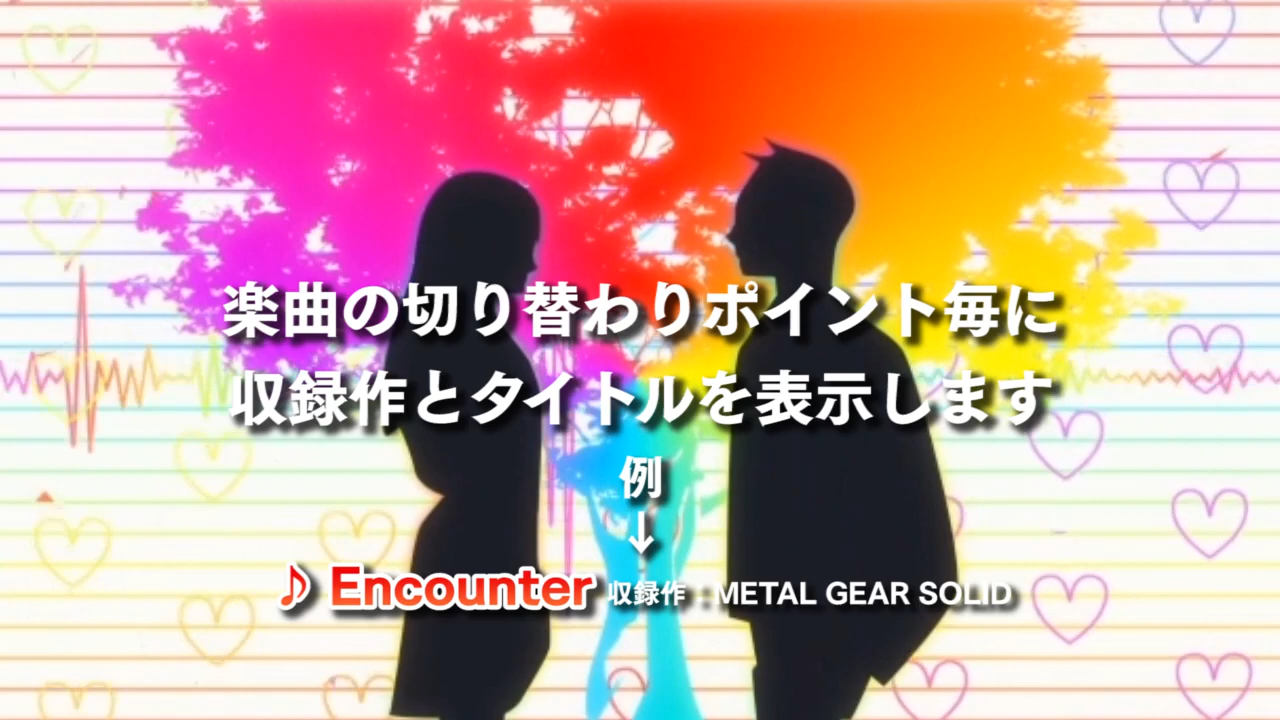 楽曲の切り替わりポイント毎に
収録作とタイトルを表示します
例
↓
♪ Encounter 収録作：METAL GEAR SOLID